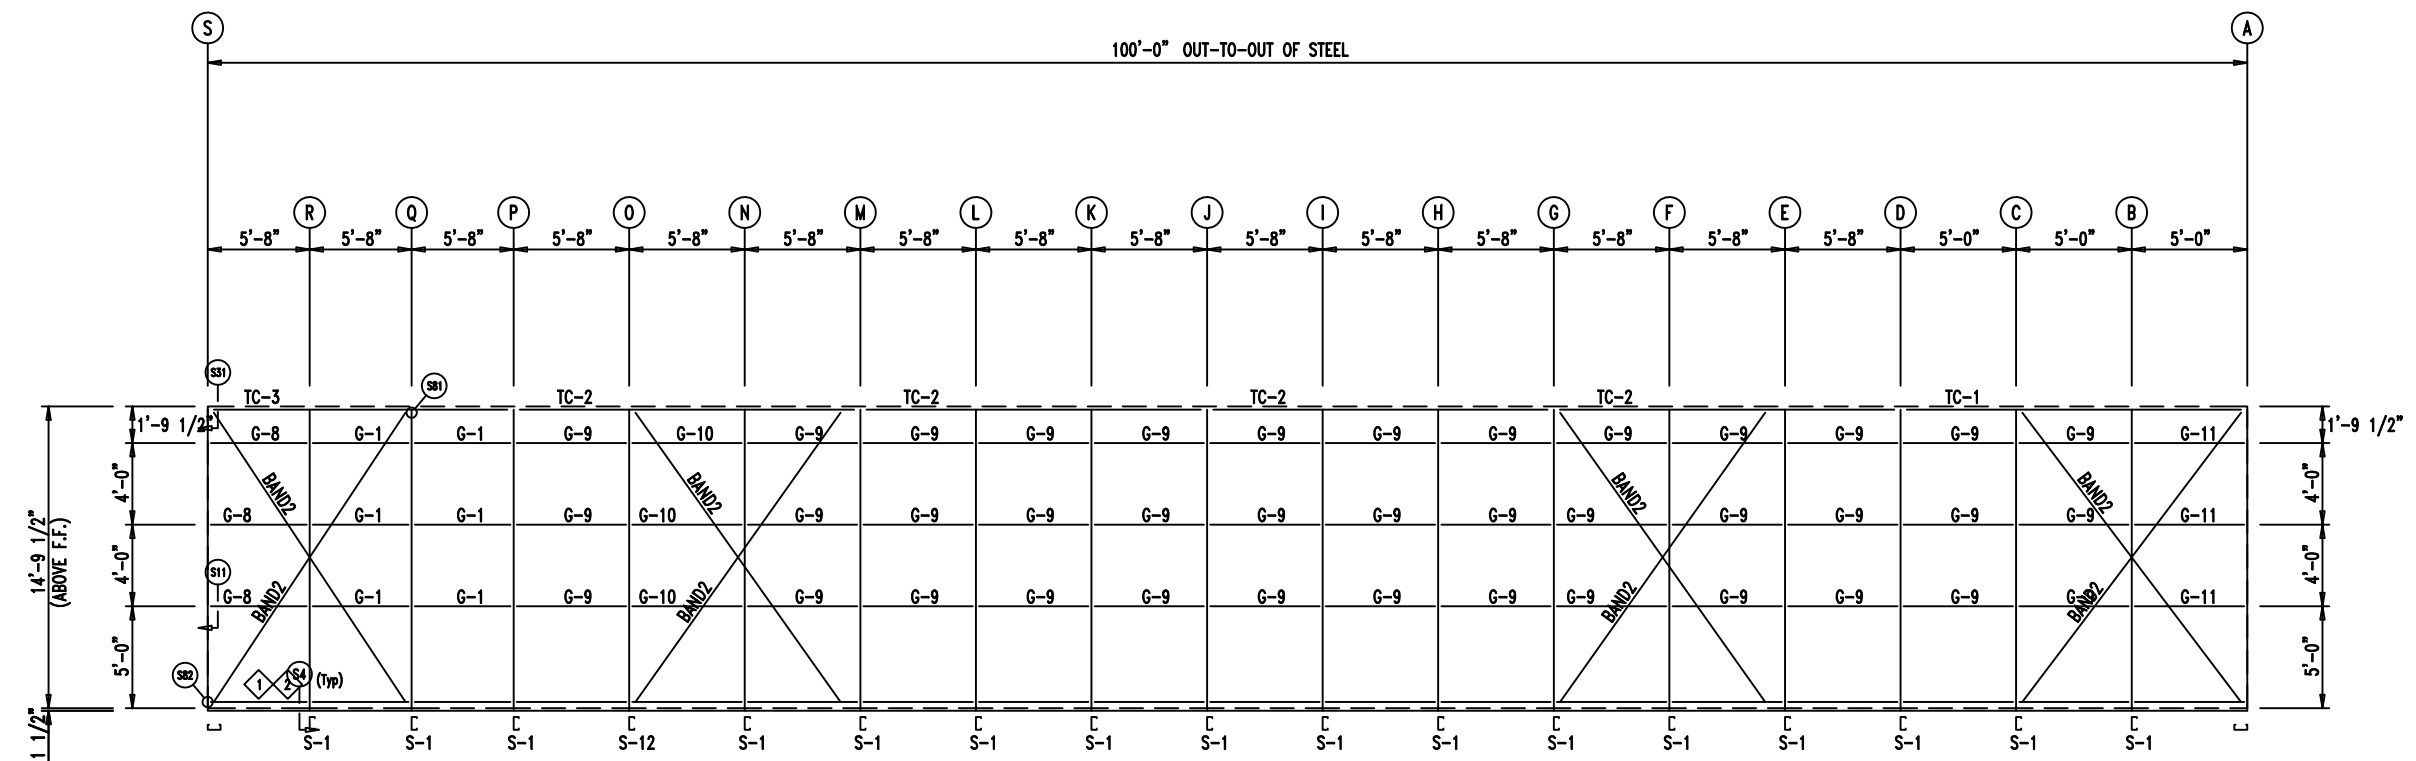 S A
100'-0" OUT-TO-OUT OF STEEL
R Q P O N M L K J I H G F E D C B
5'-8" 5'-8" 5'-8" 5'-8" 5'-8" 5'-8" 5'-8" 5'-8" 5'-8" 5'-8" 5'-8" 5'-8" 5'-8" 5'-8" 5'-8" 5'-0" 5'-0" 5'-0"
S31 SB1
TC-3 TC-2 TC-2 TC-2 TC-2 TC-1
1'-9 1/2" 1'-9 1/2"
G-8 G-1 G-1 G-9 G-10 G-9 G-9 G-9 G-9 G-9 G-9 G-9 G-9 G-9 G-9 G-9 G-9 G-11
4'-0" BAND2 BAND2 BAND2 BAND2 4'-0"
G-8 G-1 G-1 G-9 G-10 G-9 G-9 G-9 G-9 G-9 G-9 G-9 G-9 G-9 G-9 G-9 G-9 G-11
14'-9 1/2"
(ABOVE F.F.)
4'-0" 4'-0"
S11
G-8 G-1 G-1 G-9 G-10 G-9 G-9 G-9 G-9 G-9 G-9 G-9 G-9 G-9 G-9 G-9 G-9 G-11
BAND2 BAND2 BAND2 BAND2
5'-0" 5'-0"
SB2 1 2 S4 (Typ)
1 1/2"
S-1 S-1 S-1 S-12 S-1 S-1 S-1 S-1 S-1 S-1 S-1 S-1 S-1 S-1 S-1 S-1 S-1